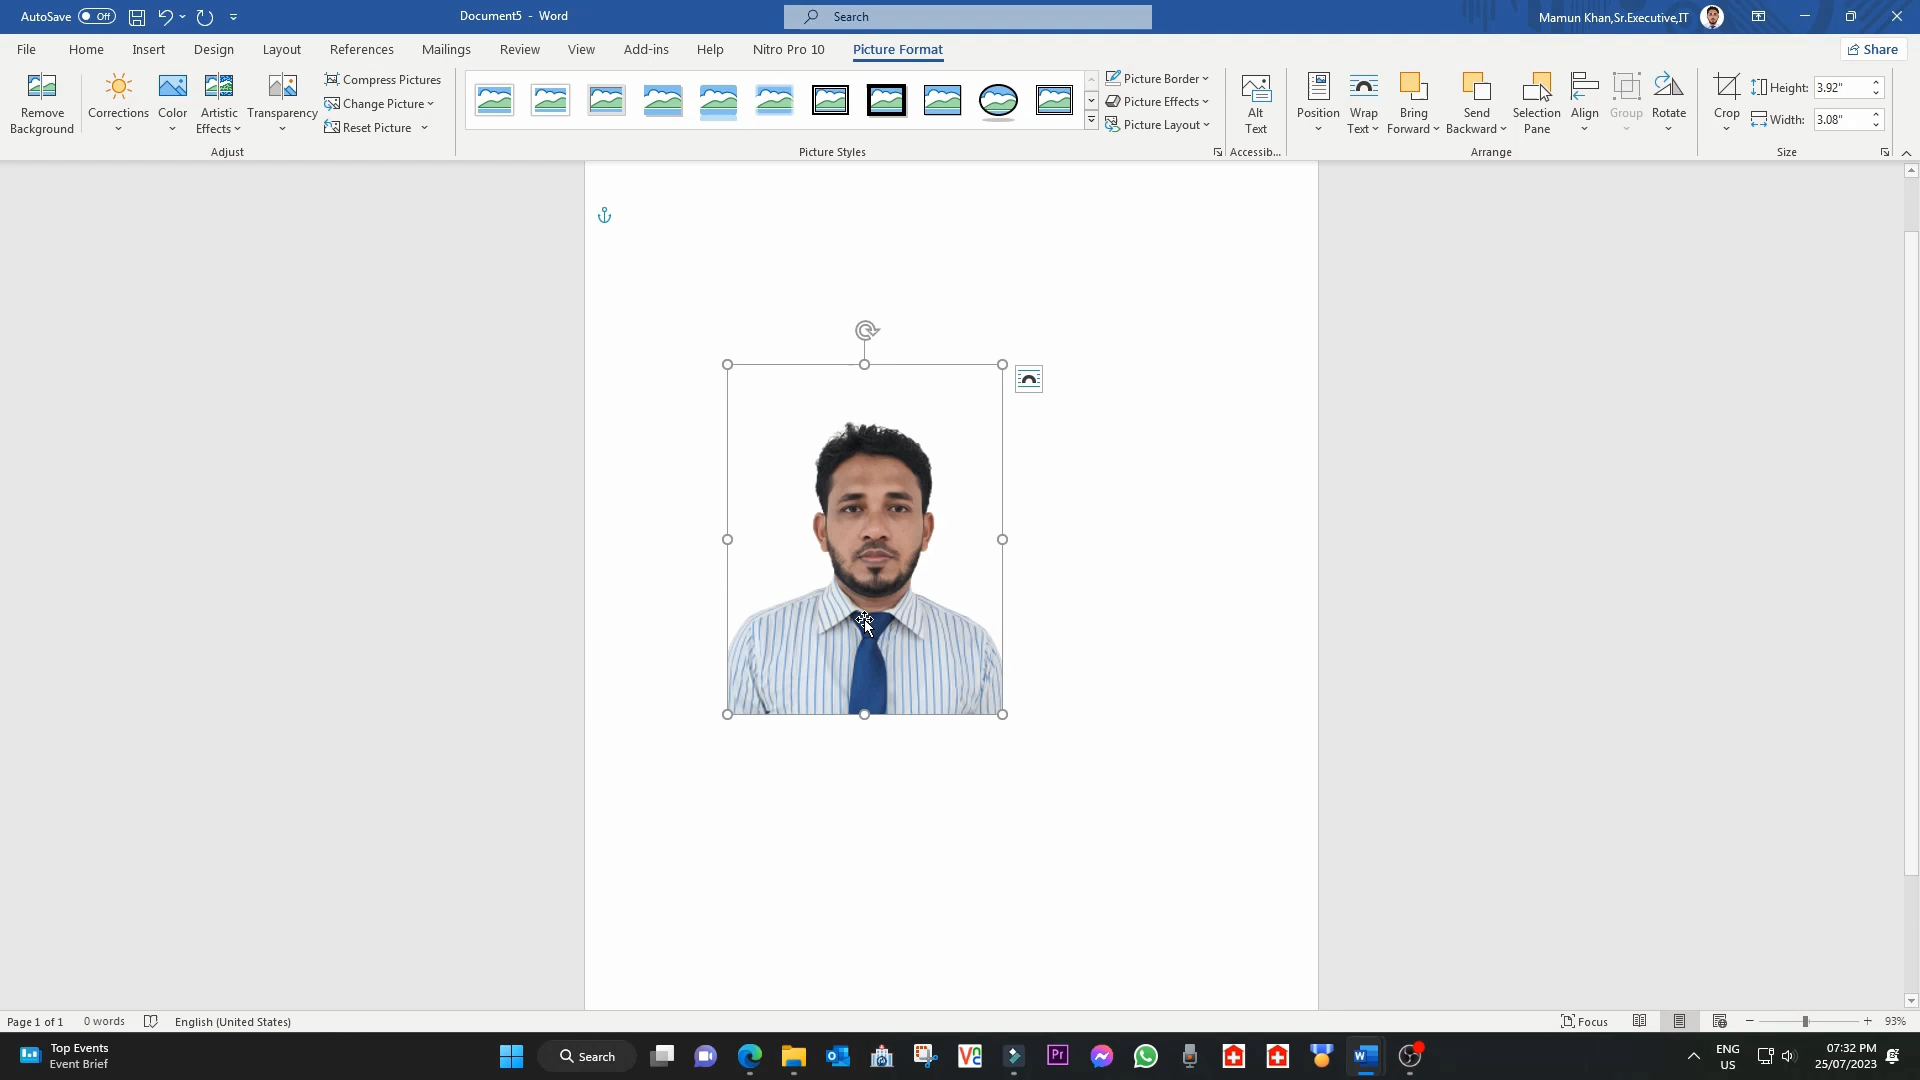 AutoSave Off
Document5 - Word
Search
Mamun Khan,Sr.Executive,IT
File Home Insert Design Layout References Mailings Review View Add-ins Help Nitro Pro 10 Picture Format
Share
Remove Background
Corrections
Color
Artistic Effects
Transparency
Compress Pictures
Change Picture
Reset Picture
Adjust
Picture Styles
Picture Border
Picture Effects
Picture Layout
Alt Text
Accessib...
Position
Wrap Text
Bring Forward
Send Backward
Selection Pane
Align
Group
Rotate
Arrange
Crop
Height: 3.92"
Width: 3.08"
Size
Page 1 of 1 0 words English (United States)
Focus
93%
Top Events
Event Brief
Search
Pr
ENG
US
07:32 PM
25/07/2023